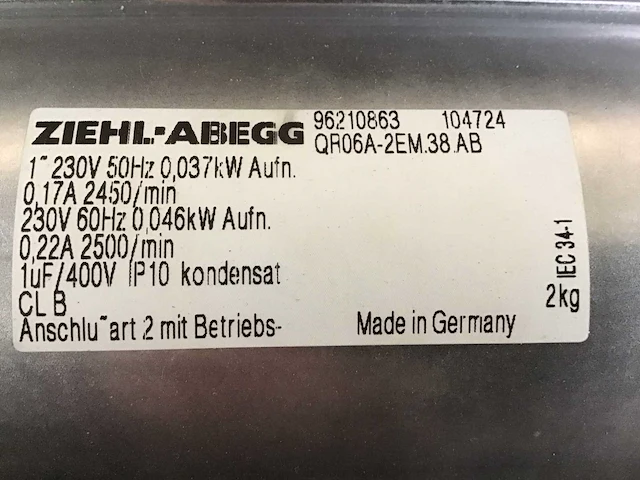 ZIEHL-ABEGG 96210863 104724
QR06A-2EM.38.AB
1~ 230V 50Hz 0,037kW Aufn.
0,17A 2450/min
230V 60Hz 0,046kW Aufn.
0,22A 2500/min
1uF/400V IP10 kondensat
CL B
2kg
IEC 34-1
Anschlu~art 2 mit Betriebs- Made in Germany